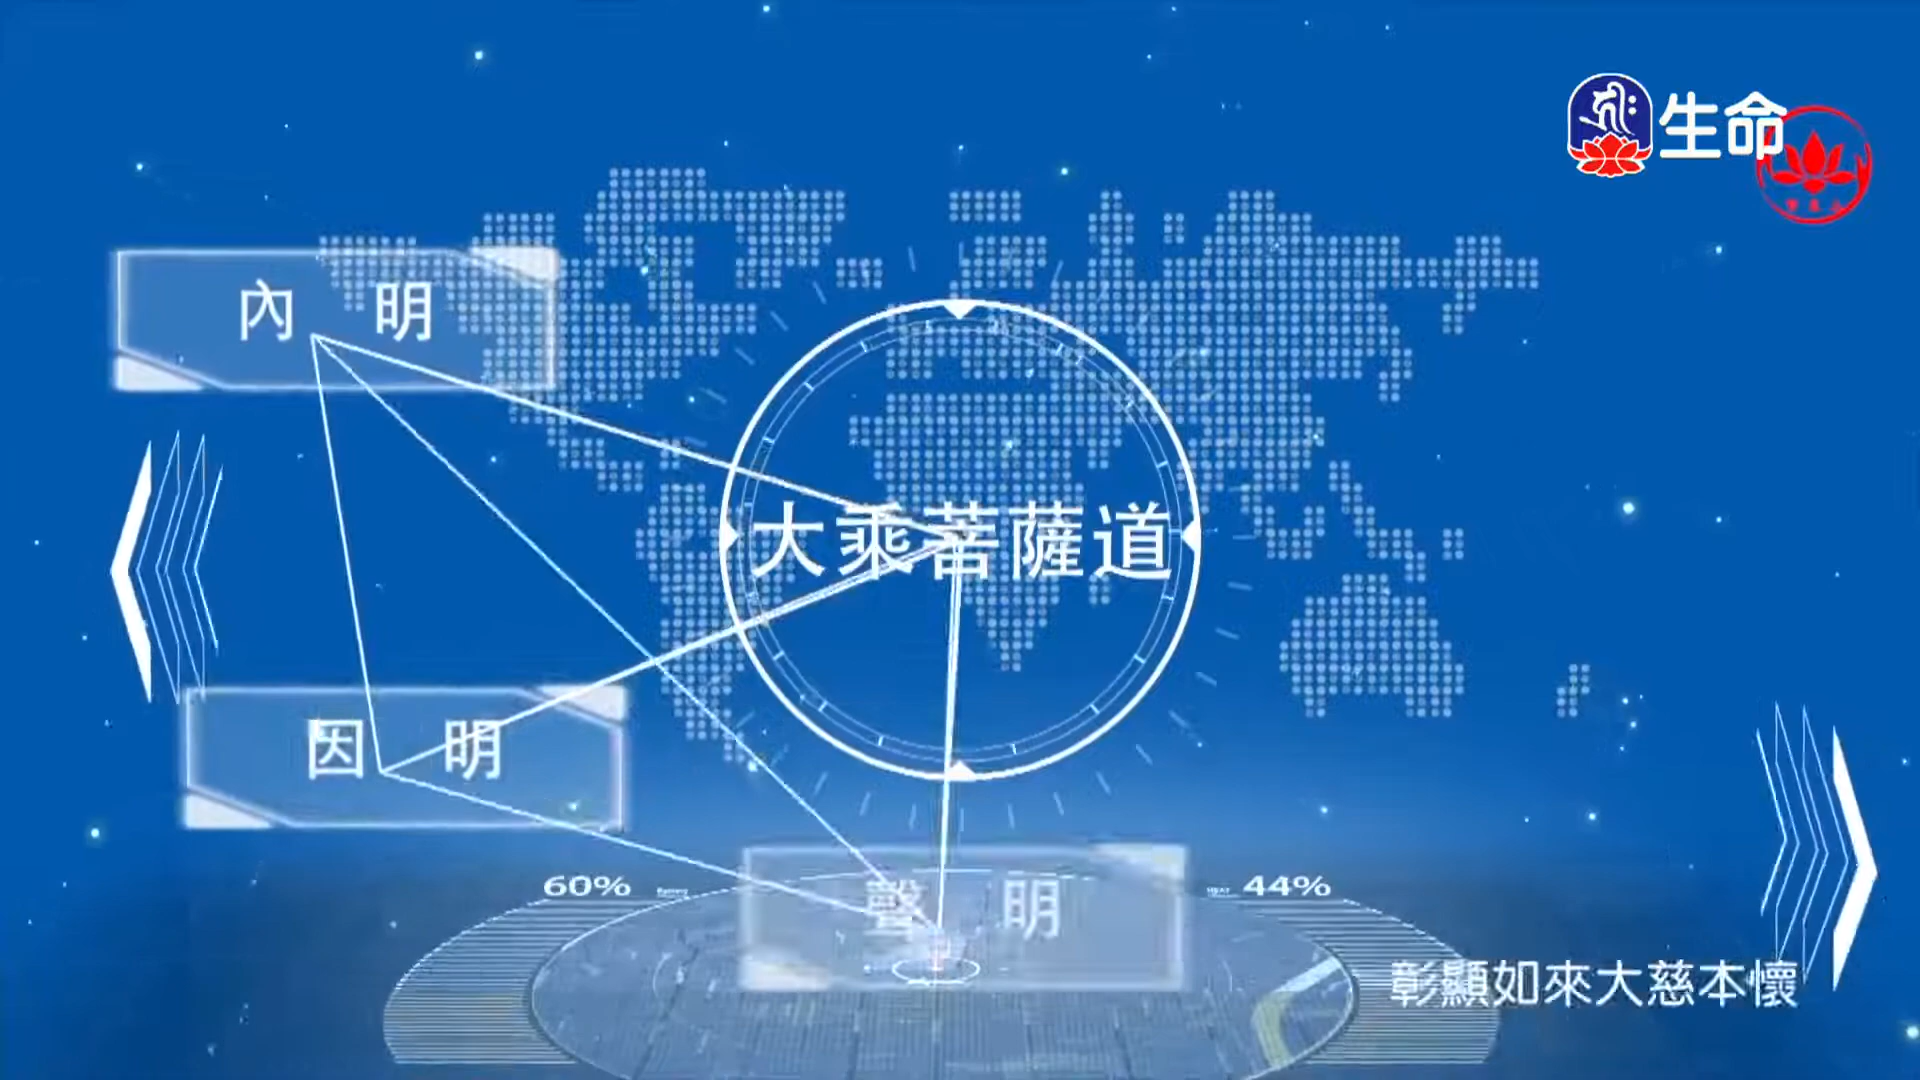 生命
內 明
大乘菩薩道
因 明
60%
聲 明
44%
彰顯如來大慈本懷